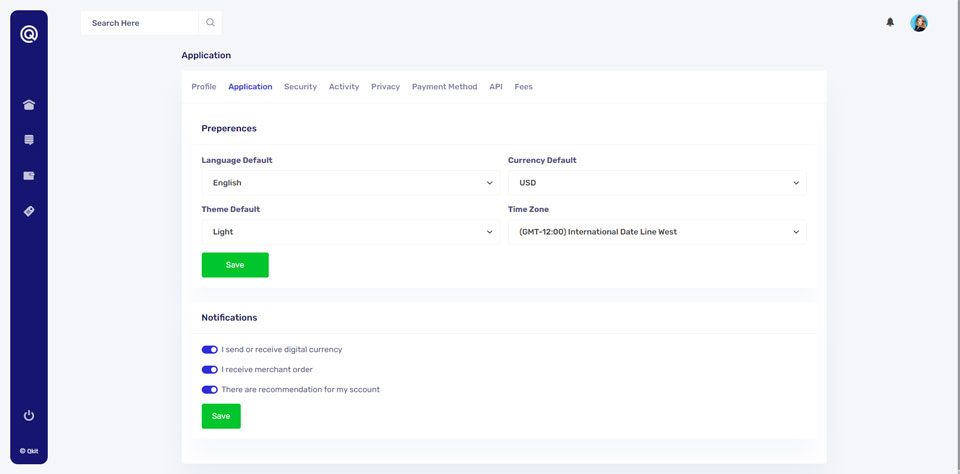 Search Here
Application
Profile Application Security Activity Privacy Payment Method API Fees
Preperences
Language Default Currency Default
English USD
Theme Default Time Zone
Light (GMT-12:00) International Date Line West
Save
Notifications
I send or receive digital currency
I receive merchant order
There are recommendation for my sccount
Save
© Qkit